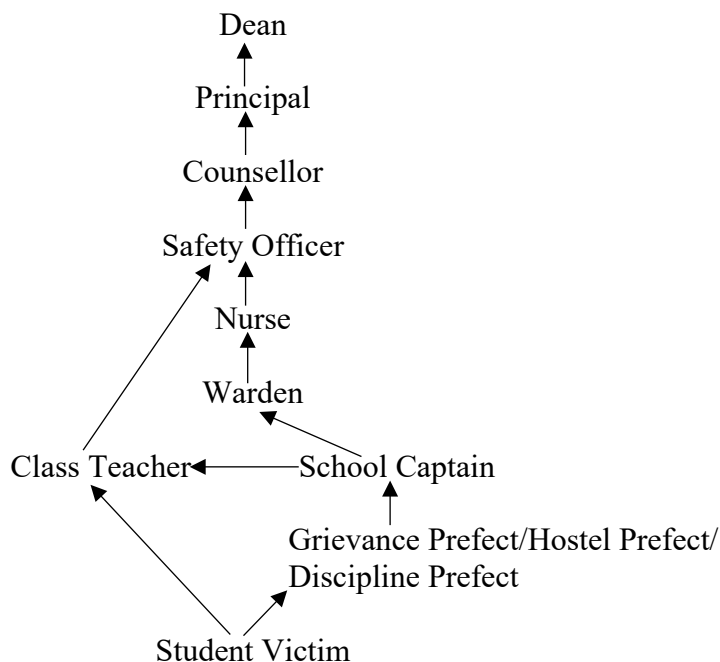 Dean
Principal
Counsellor
Safety Officer
Nurse
Warden
Class Teacher School Captain
Grievance Prefect/Hostel Prefect/
Discipline Prefect
Student Victim